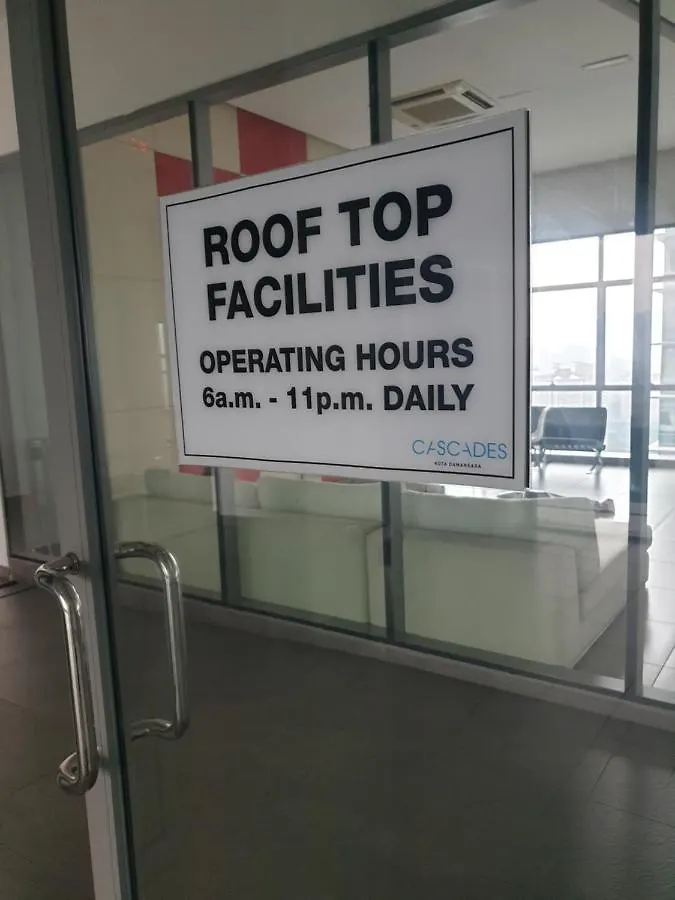 ROOF TOP
FACILITIES
OPERATING HOURS
6a.m. - 11p.m. DAILY
CASCADES
KOTA DAMANSARA